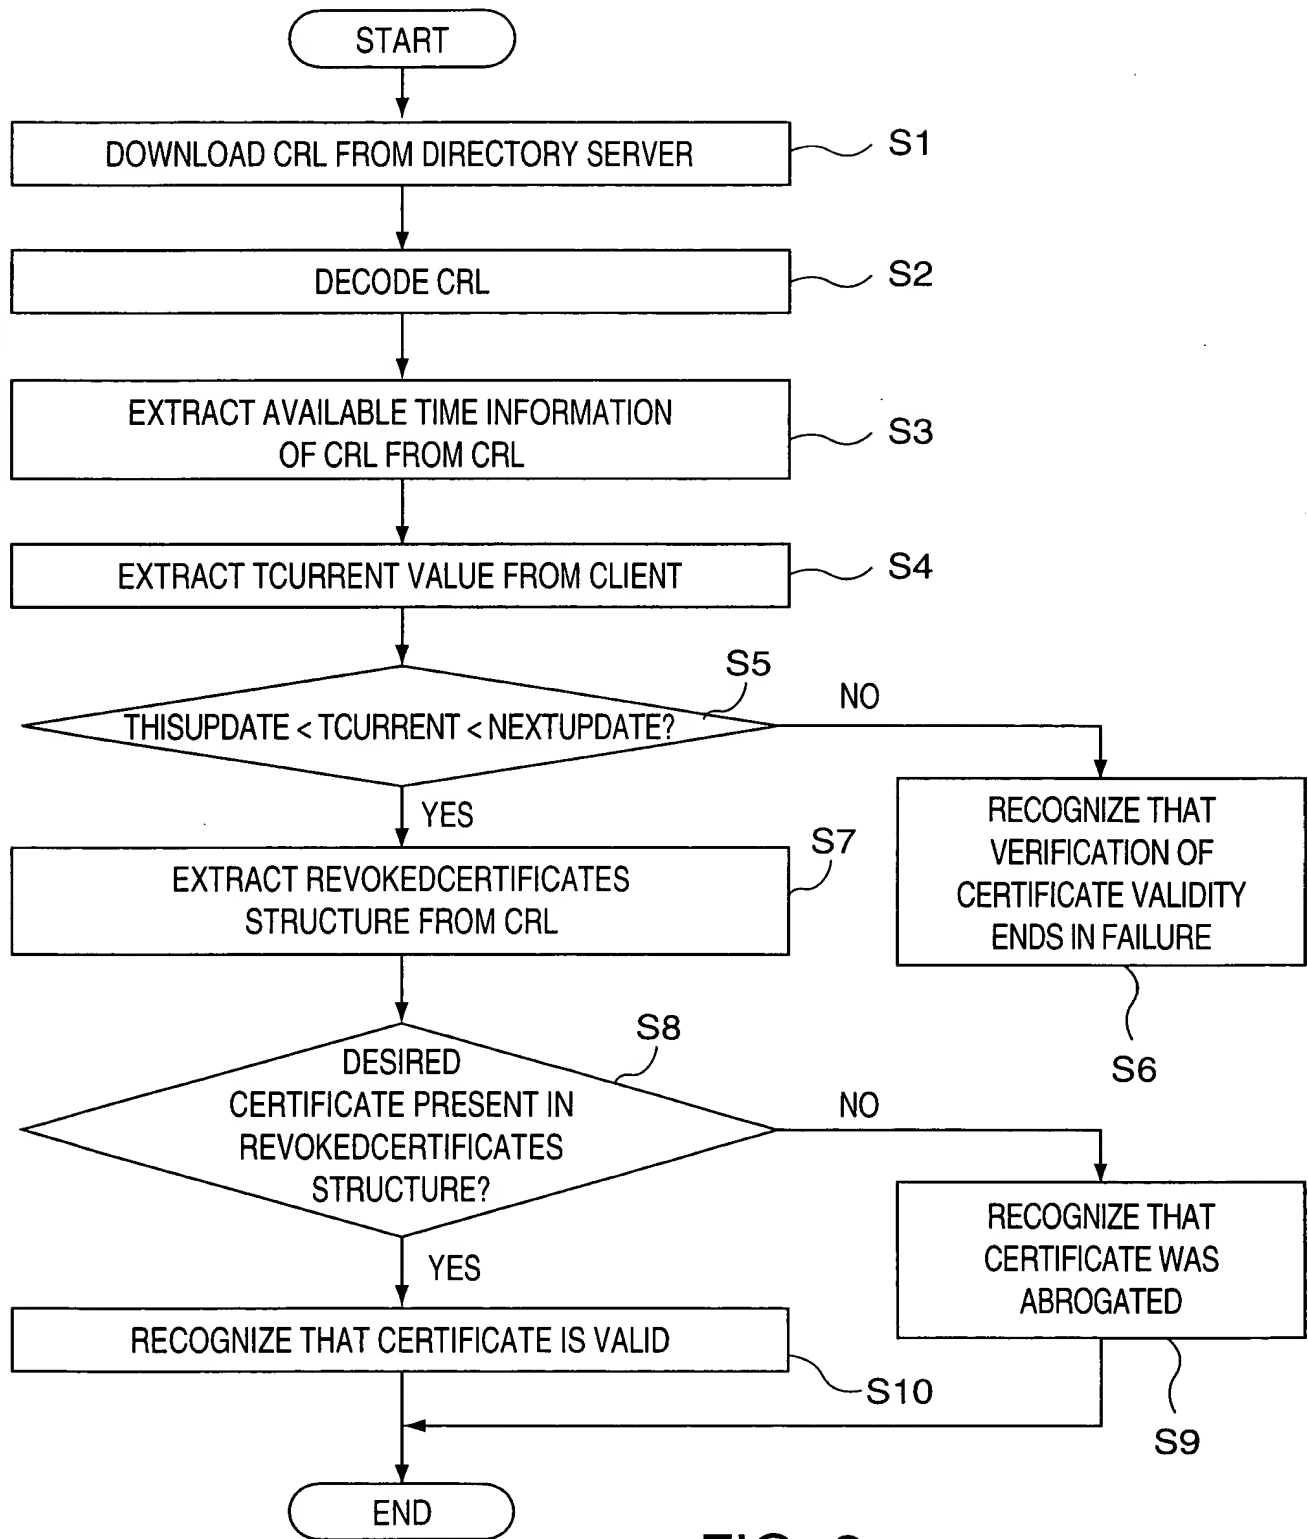 START
DOWNLOAD CRL FROM DIRECTORY SERVER
S1
DECODE CRL
S2
EXTRACT AVAILABLE TIME INFORMATION
OF CRL FROM CRL
S3
EXTRACT TCURRENT VALUE FROM CLIENT
S4
THISUPDATE < TCURRENT < NEXTUPDATE?
S5
NO
YES
RECOGNIZE THAT
VERIFICATION OF
CERTIFICATE VALIDITY
ENDS IN FAILURE
S6
EXTRACT REVOKEDCERTIFICATES
STRUCTURE FROM CRL
S7
DESIRED
CERTIFICATE PRESENT IN
REVOKEDCERTIFICATES
STRUCTURE?
S8
NO
YES
RECOGNIZE THAT
CERTIFICATE WAS
ABROGATED
S9
RECOGNIZE THAT CERTIFICATE IS VALID
S10
END